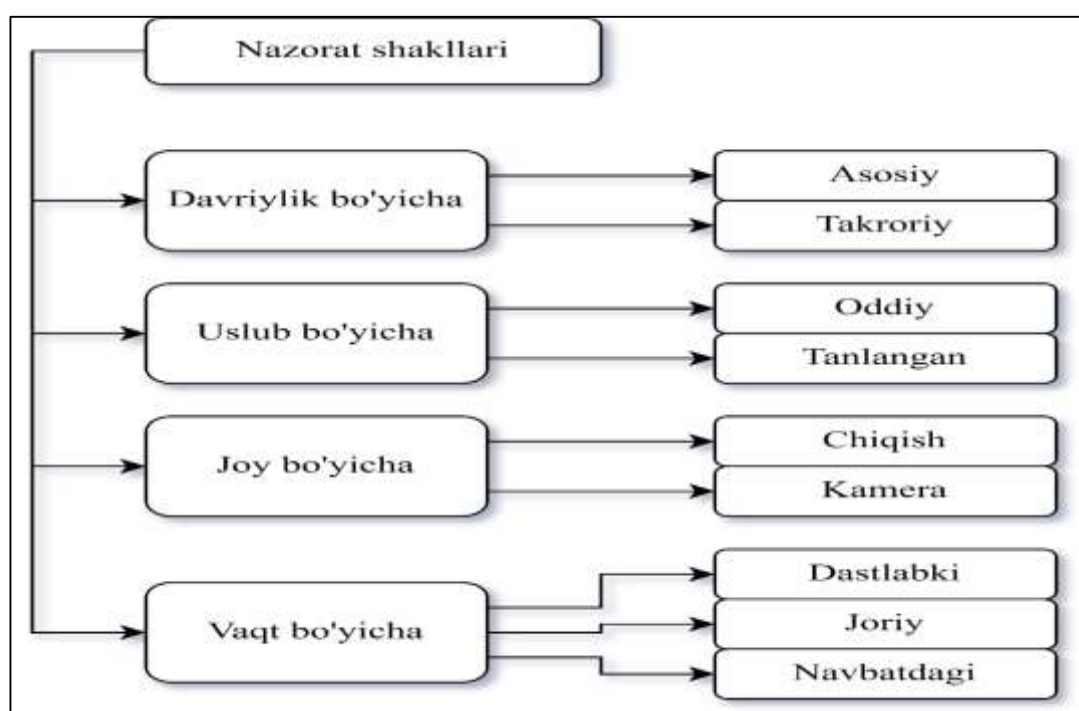 Nazorat shakllari
Davriylik bo'yicha
Asosiy
Takroriy
Uslub bo'yicha
Oddiy
Tanlangan
Joy bo'yicha
Chiqish
Kamera
Vaqt bo'yicha
Dastlabki
Joriy
Navbatdagi